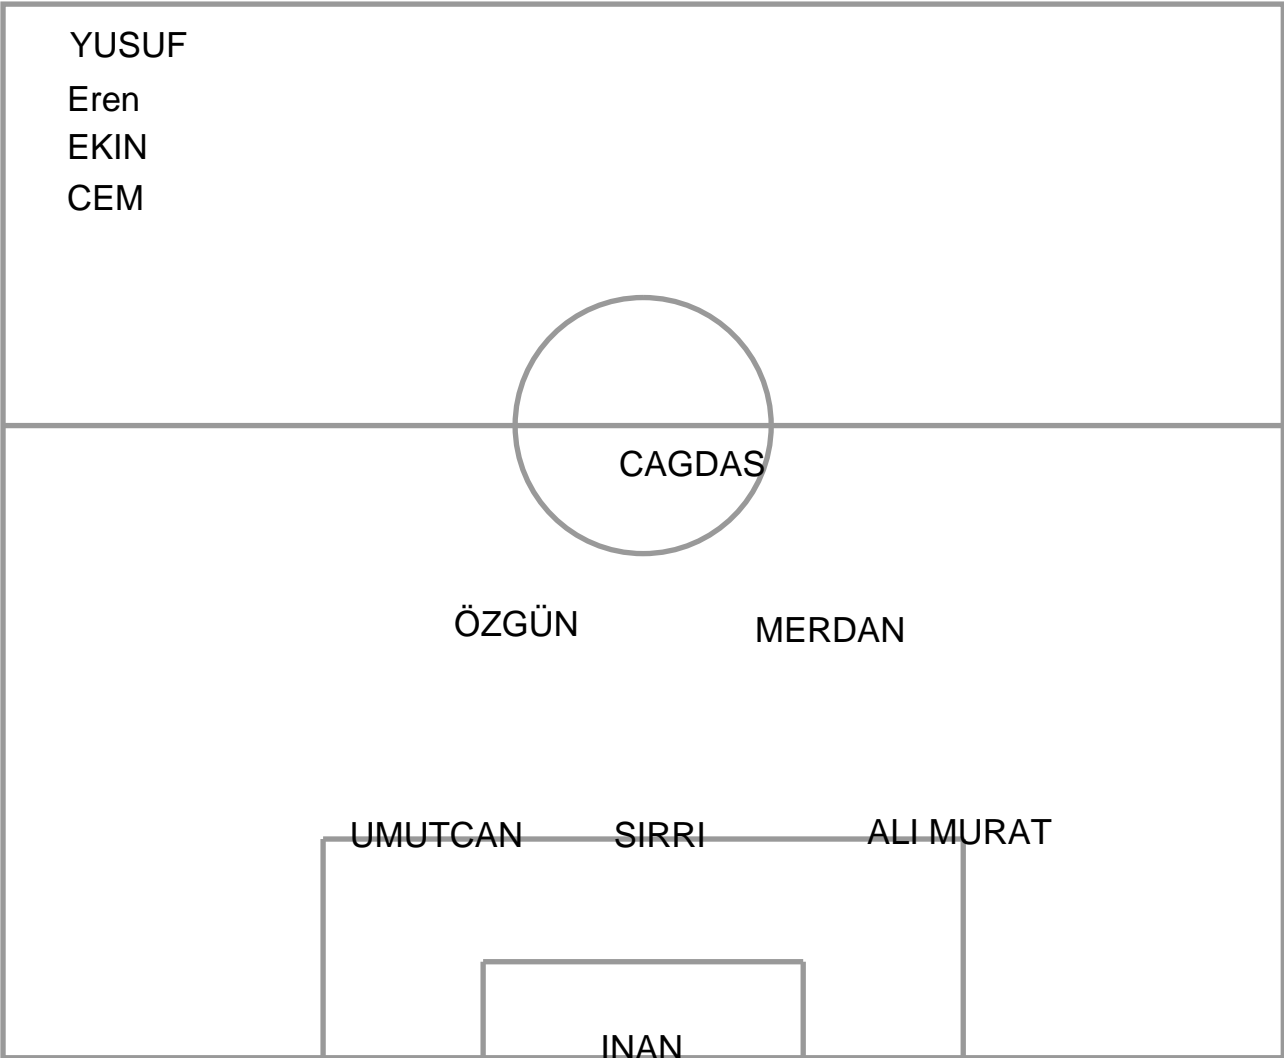 YUSUF
Eren
EKIN
CEM
CAGDAS
ÖZGÜN MERDAN
UMUTCAN SIRRI ALI MURAT
INAN